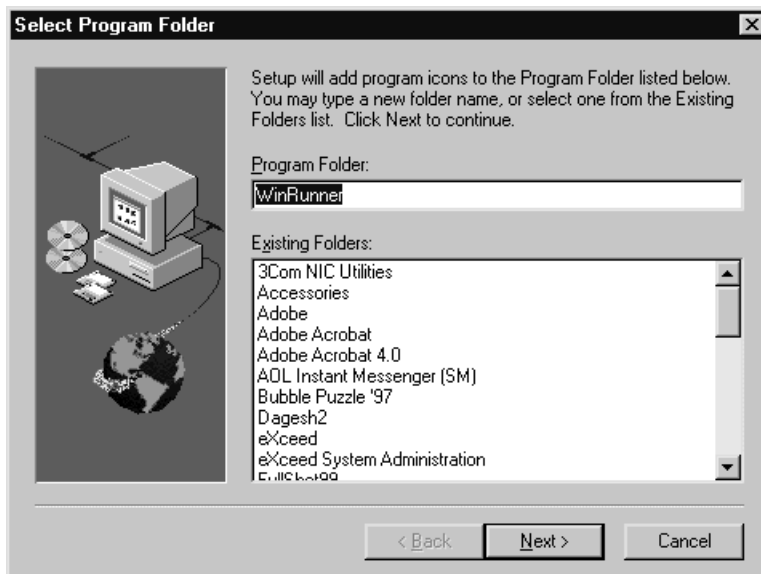 Select Program Folder
Setup will add program icons to the Program Folder listed below.
You may type a new folder name, or select one from the Existing
Folders list.  Click Next to continue.
Program Folder:
WinRunner
Existing Folders:
3Com NIC Utilities
Accessories
Adobe
Adobe Acrobat
Adobe Acrobat 4.0
AOL Instant Messenger (SM)
Bubble Puzzle '97
Dagesh2
eXceed
eXceed System Administration
FullShot99
< Back
Next >
Cancel